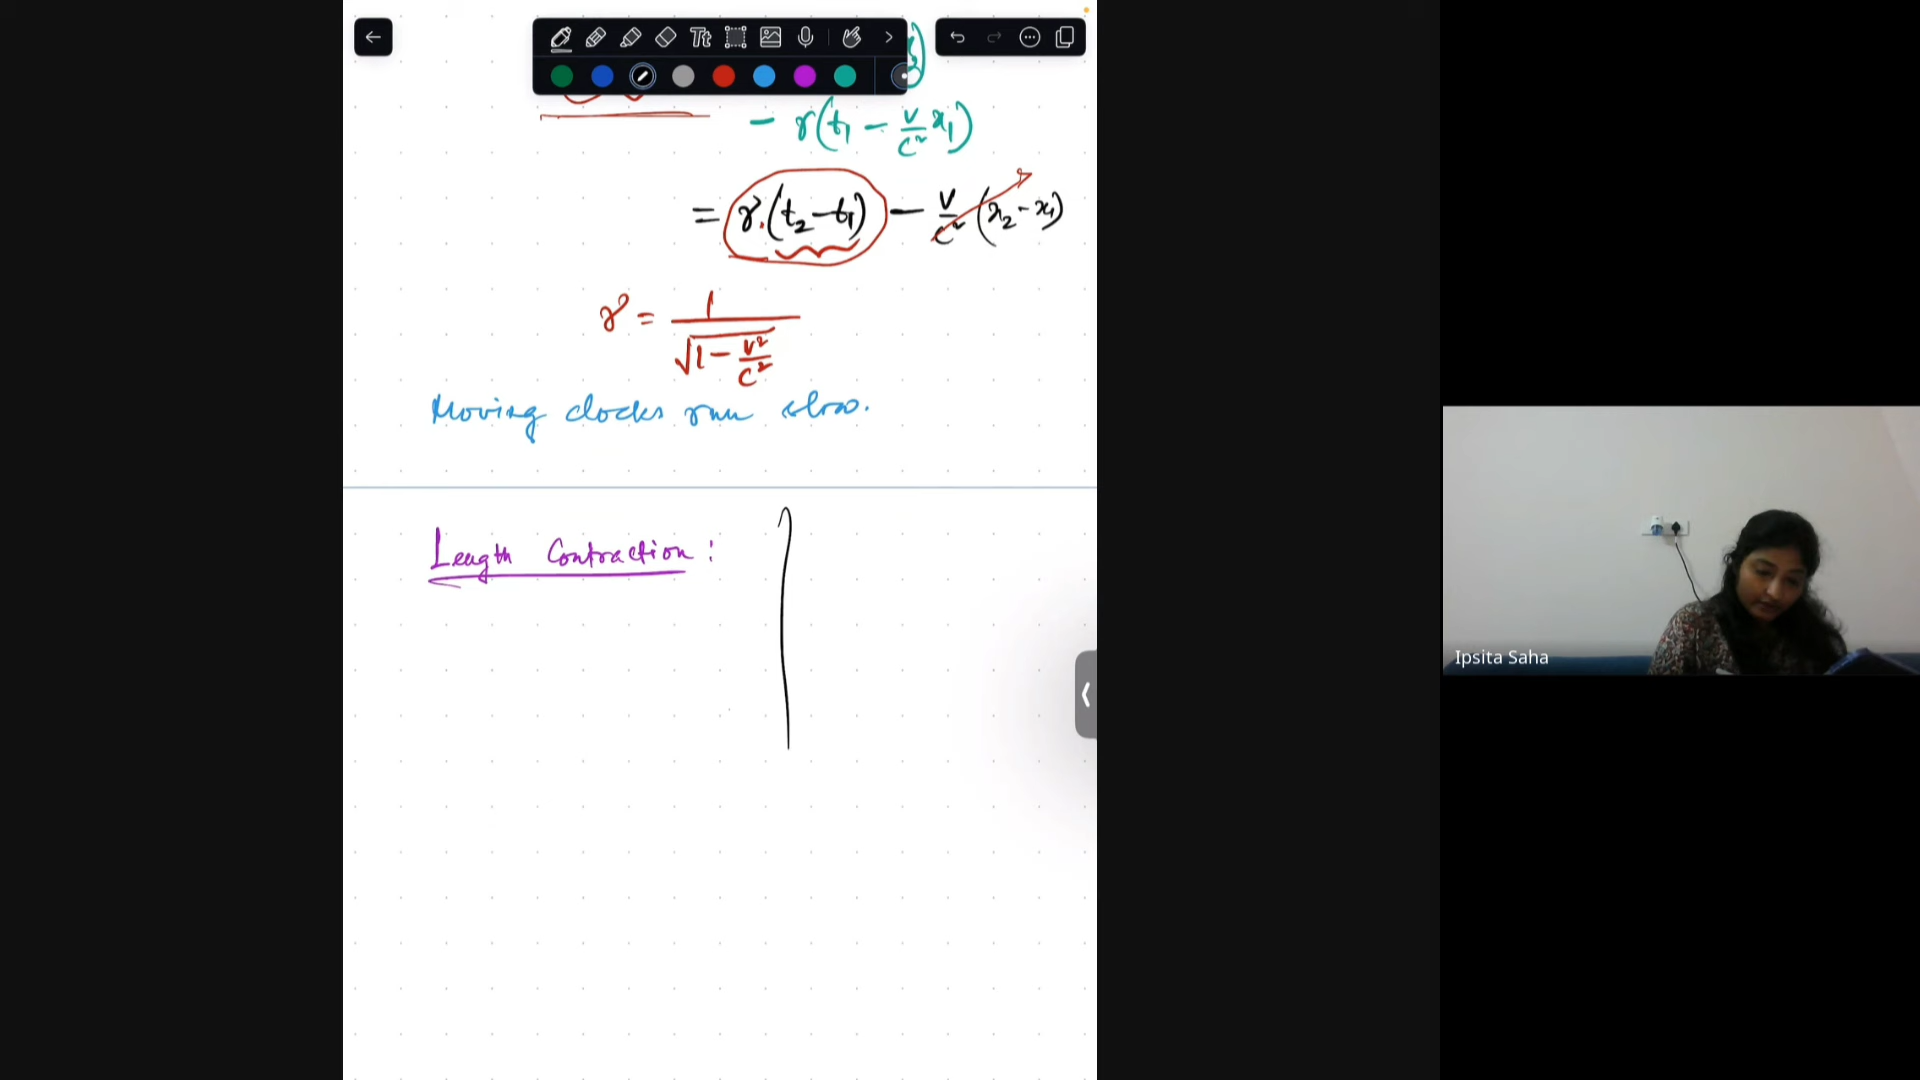 Tt
- γ(t₁ - v/c² x₁)
= γ.(t₂-t₁) - v/c² (x₂-x₁)
γ = 1/√(1 - v²/c²)
Moving clocks run slow.
Length Contraction:
Ipsita Saha